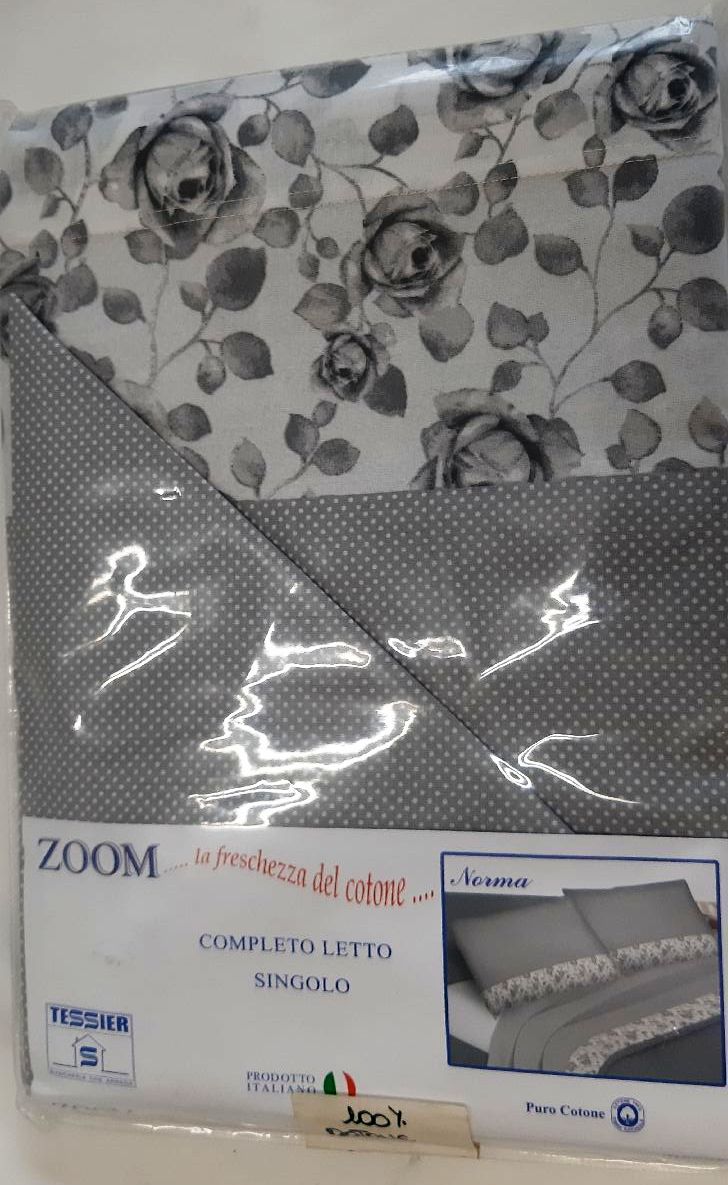 ZOOM..... la freschezza del cotone ....
Norma
COMPLETO LETTO
SINGOLO
TESSIER
S
PRODOTTO
ITALIANO
100%
Puro Cotone